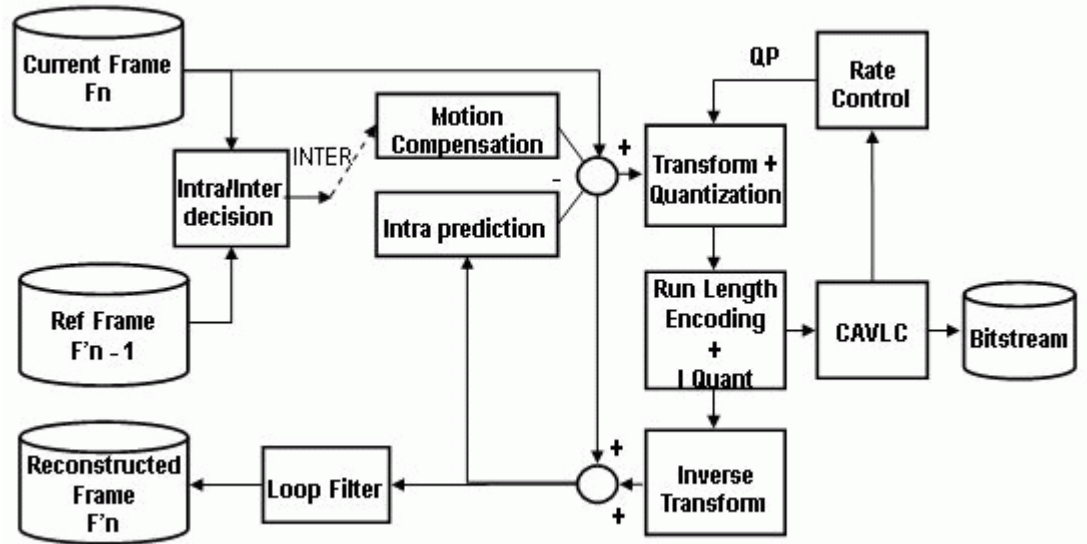 Current Frame
Fn
QP
Rate
Control
Motion
Compensation
INTER
+
-
Transform +
Quantization
Intra/Inter
decision
Intra prediction
Ref Frame
F'n - 1
Run Length
Encoding
+
I Quant
CAVLC
Bitstream
Reconstructed
Frame
F'n
Loop Filter
+
+
Inverse
Transform